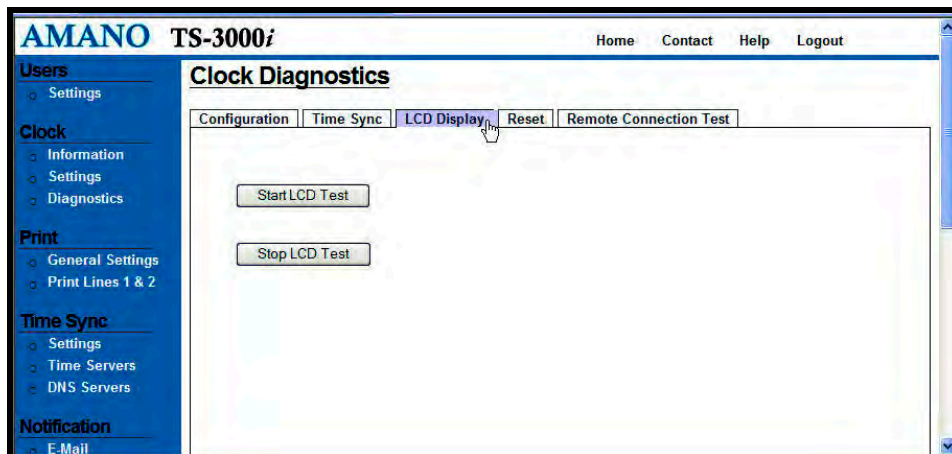 AMANO TS-3000i
Home Contact Help Logout
Users
Settings
Clock
Information
Settings
Diagnostics
Print
General Settings
Print Lines 1 & 2
Time Sync
Settings
Time Servers
DNS Servers
Notification
E-Mail
Clock Diagnostics
Configuration Time Sync LCD Display Reset Remote Connection Test
Start LCD Test
Stop LCD Test